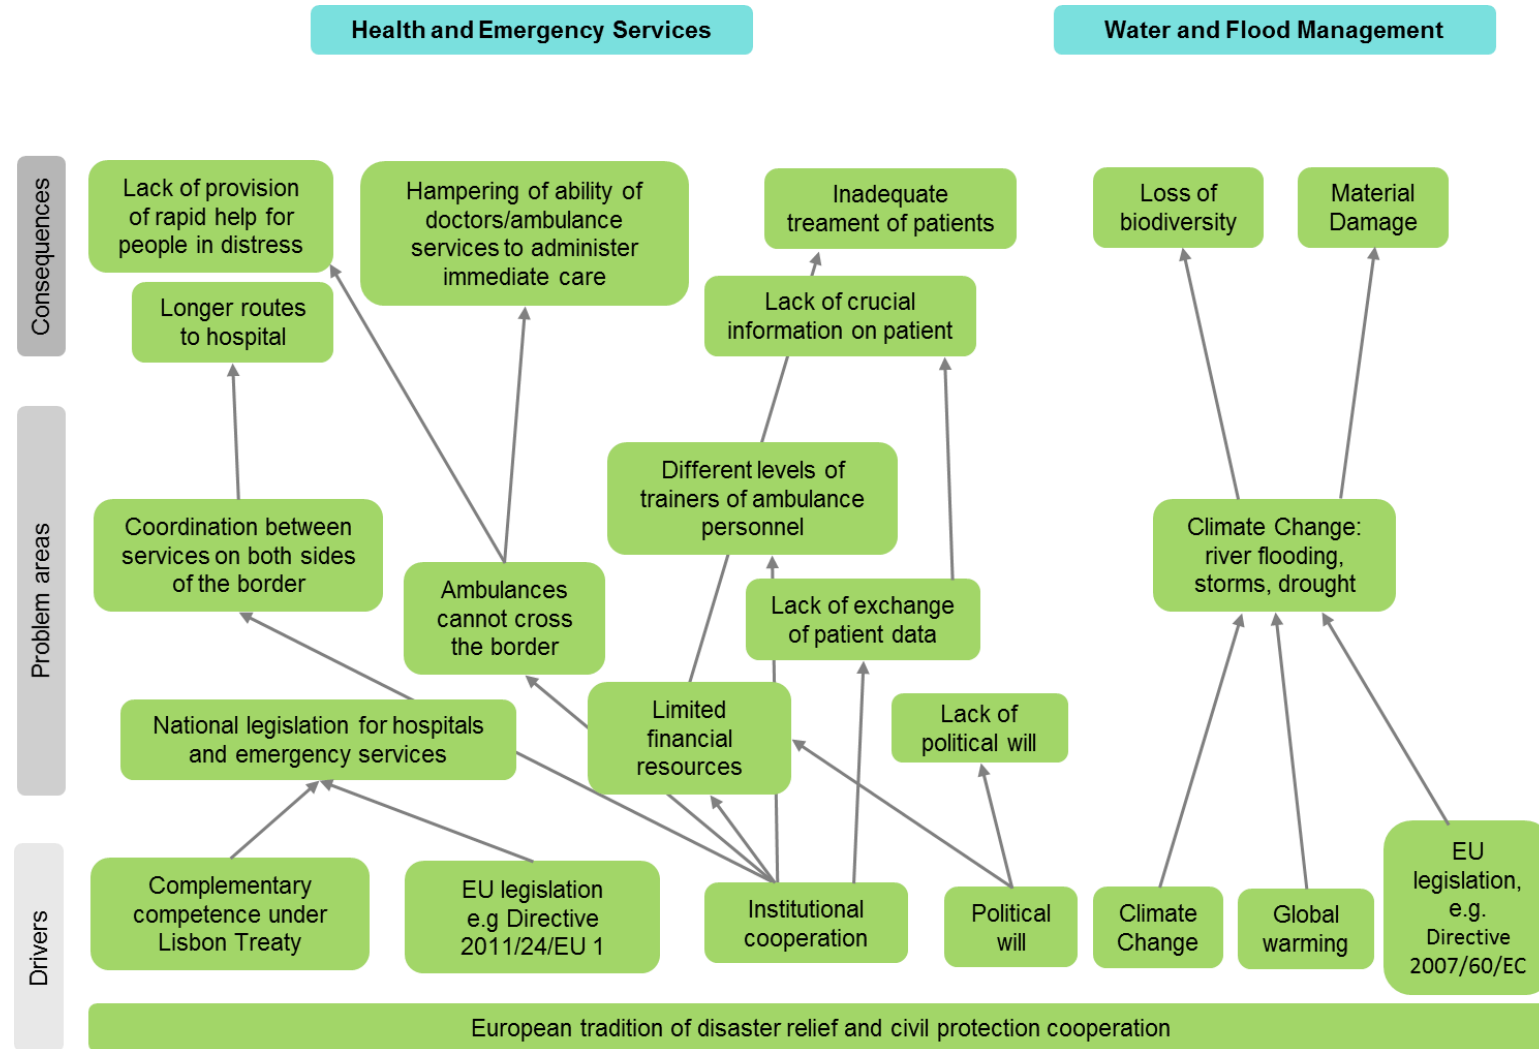 Health and Emergency Services
Water and Flood Management
Consequences
Lack of provision
of rapid help for
people in distress
Hampering of ability of
doctors/ambulance
services to administer
immediate care
Inadequate
treament of patients
Loss of
biodiversity
Material
Damage
Longer routes
to hospital
Lack of crucial
information on patient
Problem areas
Coordination between
services on both sides
of the border
Ambulances
cannot cross
the border
Different levels of
trainers of ambulance
personnel
Lack of exchange
of patient data
Climate Change:
river flooding,
storms, drought
National legislation for hospitals
and emergency services
Limited
financial
resources
Lack of
political will
Drivers
Complementary
competence under
Lisbon Treaty
EU legislation
e.g Directive
2011/24/EU 1
Institutional
cooperation
Political
will
Climate
Change
Global
warming
EU
legislation,
e.g.
Directive
2007/60/EC
European tradition of disaster relief and civil protection cooperation